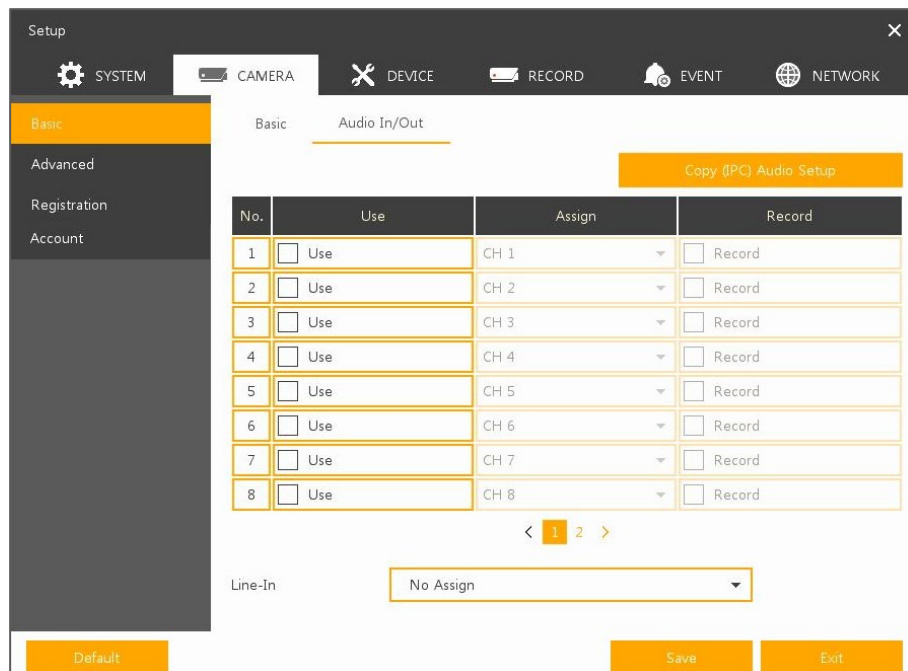 Setup
SYSTEM CAMERA DEVICE RECORD EVENT NETWORK
Basic
Advanced
Registration
Account
Basic Audio In/Out
Copy (IPC) Audio Setup
No. Use Assign Record
1 Use CH 1 Record
2 Use CH 2 Record
3 Use CH 3 Record
4 Use CH 4 Record
5 Use CH 5 Record
6 Use CH 6 Record
7 Use CH 7 Record
8 Use CH 8 Record
< 1 2 >
Line-In No Assign
Default Save Exit